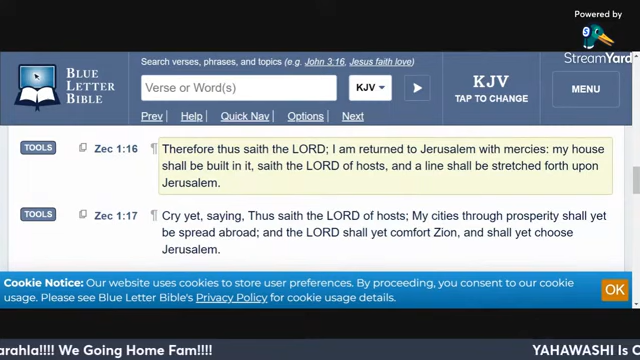 Powered by
StreamYard
BLUE
LETTER
BIBLE
Search verses, phrases, and topics (e.g. John 3:16, Jesus faith love)
Verse or Word(s)
KJV
KJV
TAP TO CHANGE
MENU
Prev | Help | Quick Nav | Options | Next
TOOLS Zec 1:16 ¶ Therefore thus saith the LORD; I am returned to Jerusalem with mercies: my house
shall be built in it, saith the LORD of hosts, and a line shall be stretched forth upon
Jerusalem.
TOOLS Zec 1:17 ¶ Cry yet, saying, Thus saith the LORD of hosts; My cities through prosperity shall yet
be spread abroad; and the LORD shall yet comfort Zion, and shall yet choose
Jerusalem.
Cookie Notice: Our website uses cookies to store user preferences. By proceeding, you consent to our cookie
usage. Please see Blue Letter Bible's Privacy Policy for cookie usage details.
OK
arahla!!!! We Going Home Fam!!!! YAHAWASHI Is C